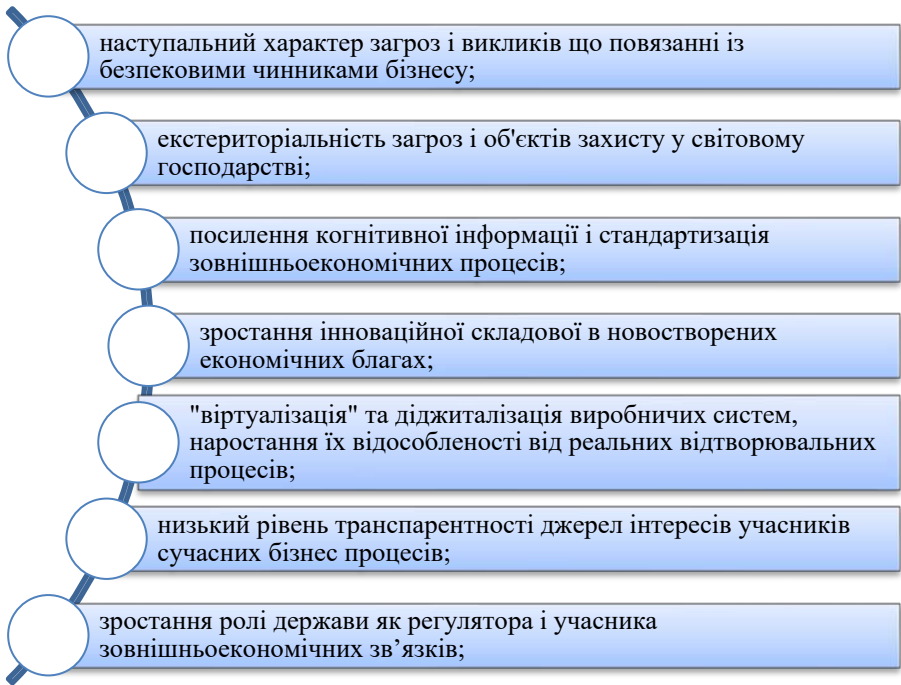 наступальний характер загроз і викликів що повязанні із
безпековими чинниками бізнесу;
екстериторіальність загроз і об'єктів захисту у світовому
господарстві;
посилення когнітивної інформації і стандартизація
зовнішньоекономічних процесів;
зростання інноваційної складової в новостворених
економічних благах;
"віртуалізація" та діджиталізація виробничих систем,
наростання їх відособленості від реальних відтворювальних
процесів;
низький рівень транспарентності джерел інтересів учасників
сучасних бізнес процесів;
зростання ролі держави як регулятора і учасника
зовнішньоекономічних зв’язків;